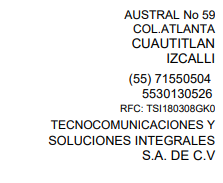 AUSTRAL No 59
COL.ATLANTA
CUAUTITLAN
IZCALLI
(55) 71550504
5530130526
RFC: TSI180308GK0
TECNOCOMUNICACIONES Y
SOLUCIONES INTEGRALES
S.A. DE C.V